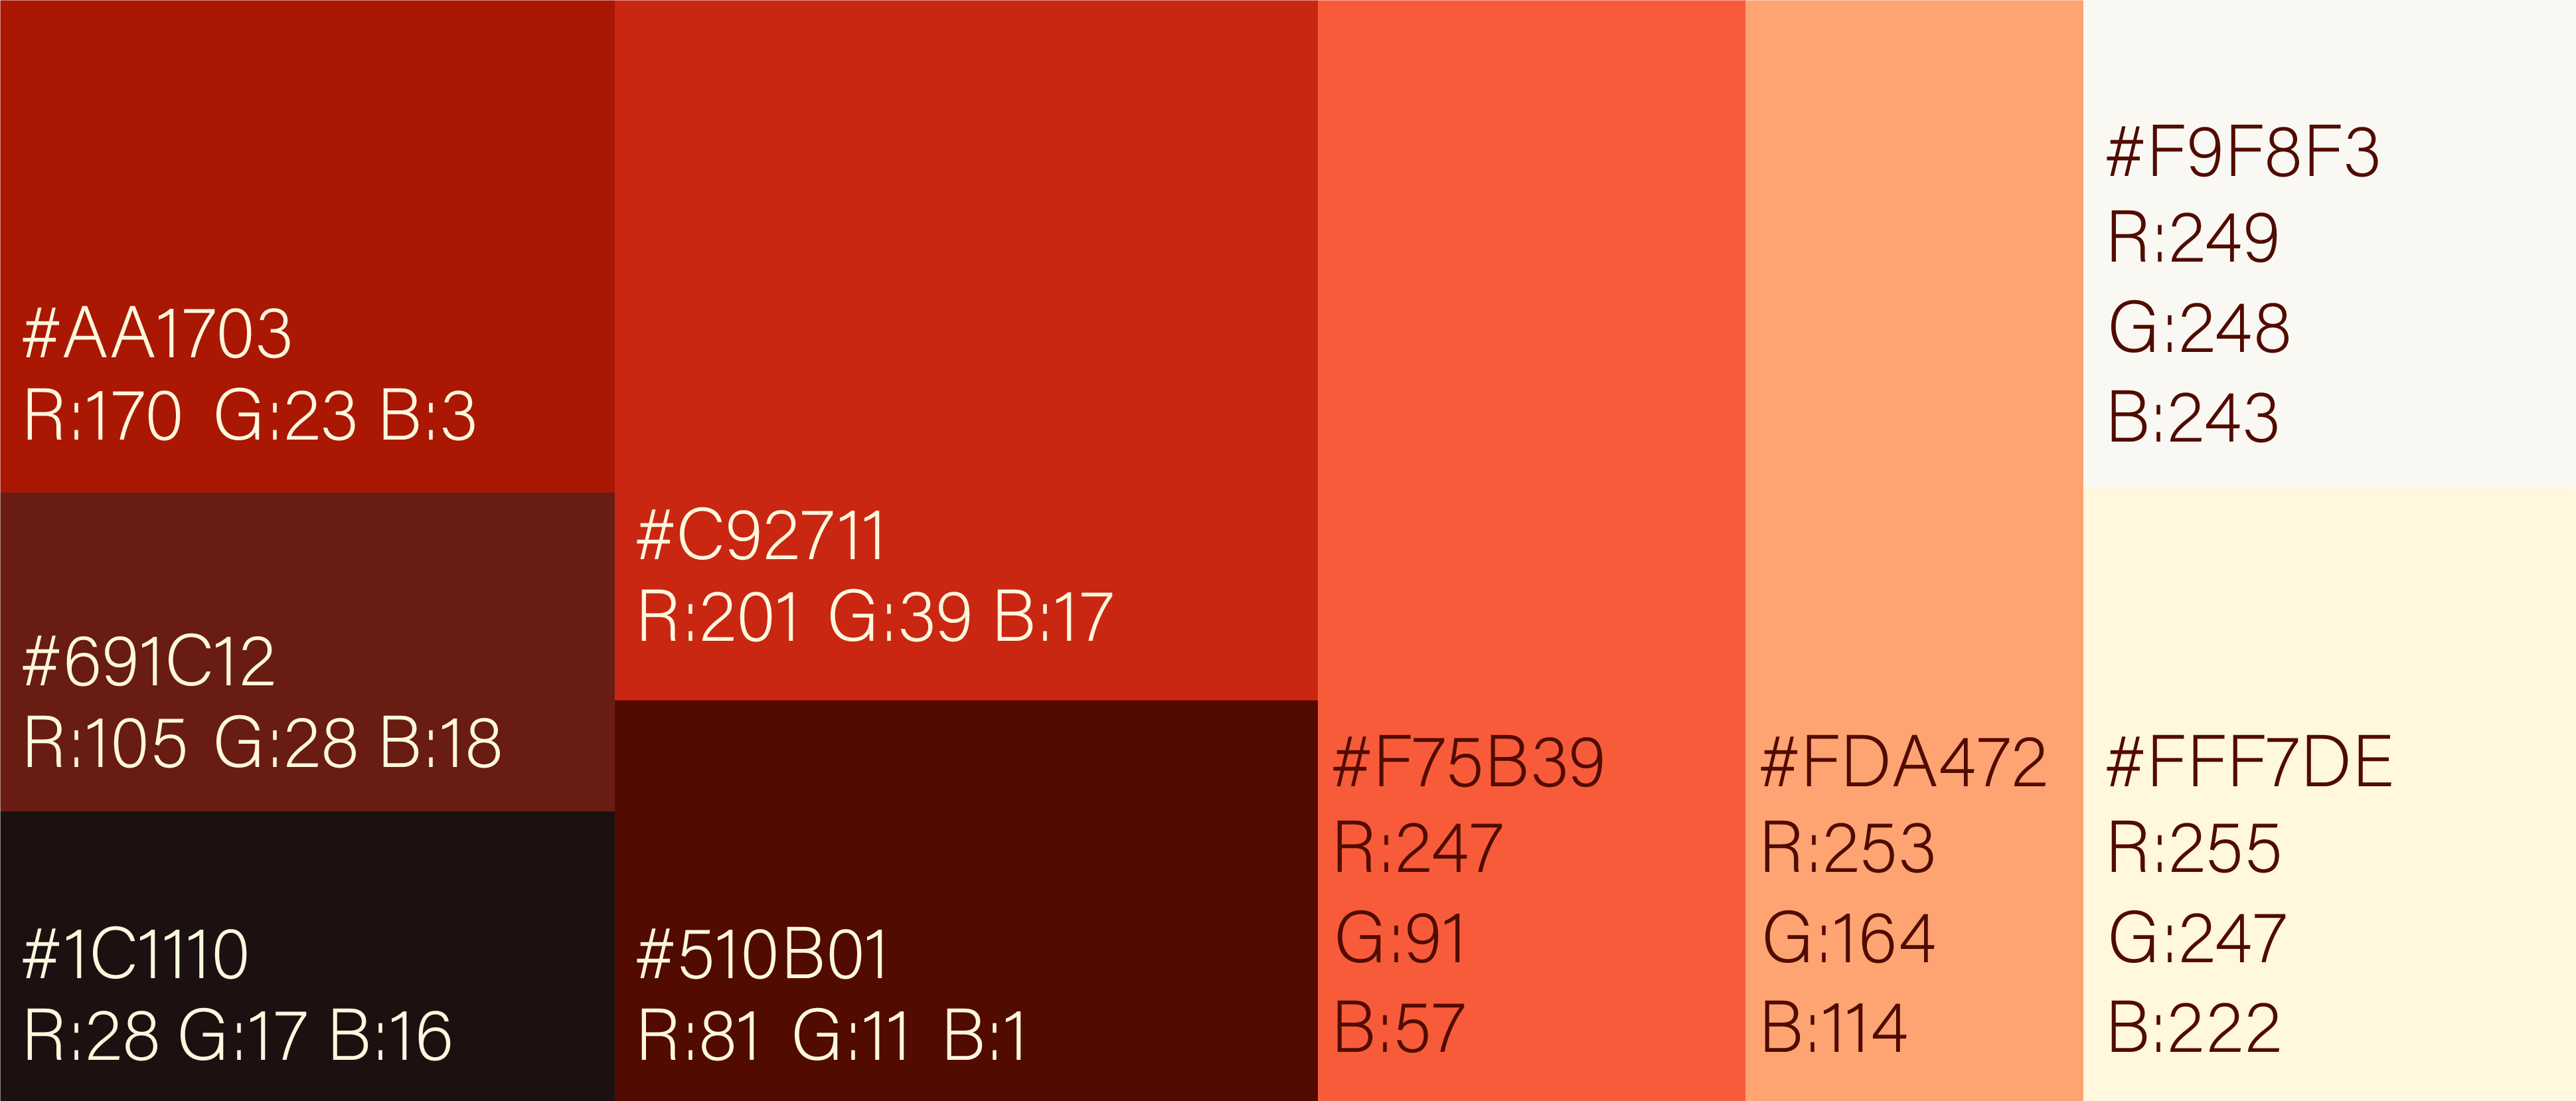 #AA1703
R:170 G:23 B:3
#691C12
R:105 G:28 B:18
#1C1110
R:28 G:17 B:16
#C92711
R:201 G:39 B:17
#510B01
R:81 G:11 B:1
#F75B39
R:247
G:91
B:57
#FDA472
R:253
G:164
B:114
#F9F8F3
R:249
G:248
B:243
#FFF7DE
R:255
G:247
B:222